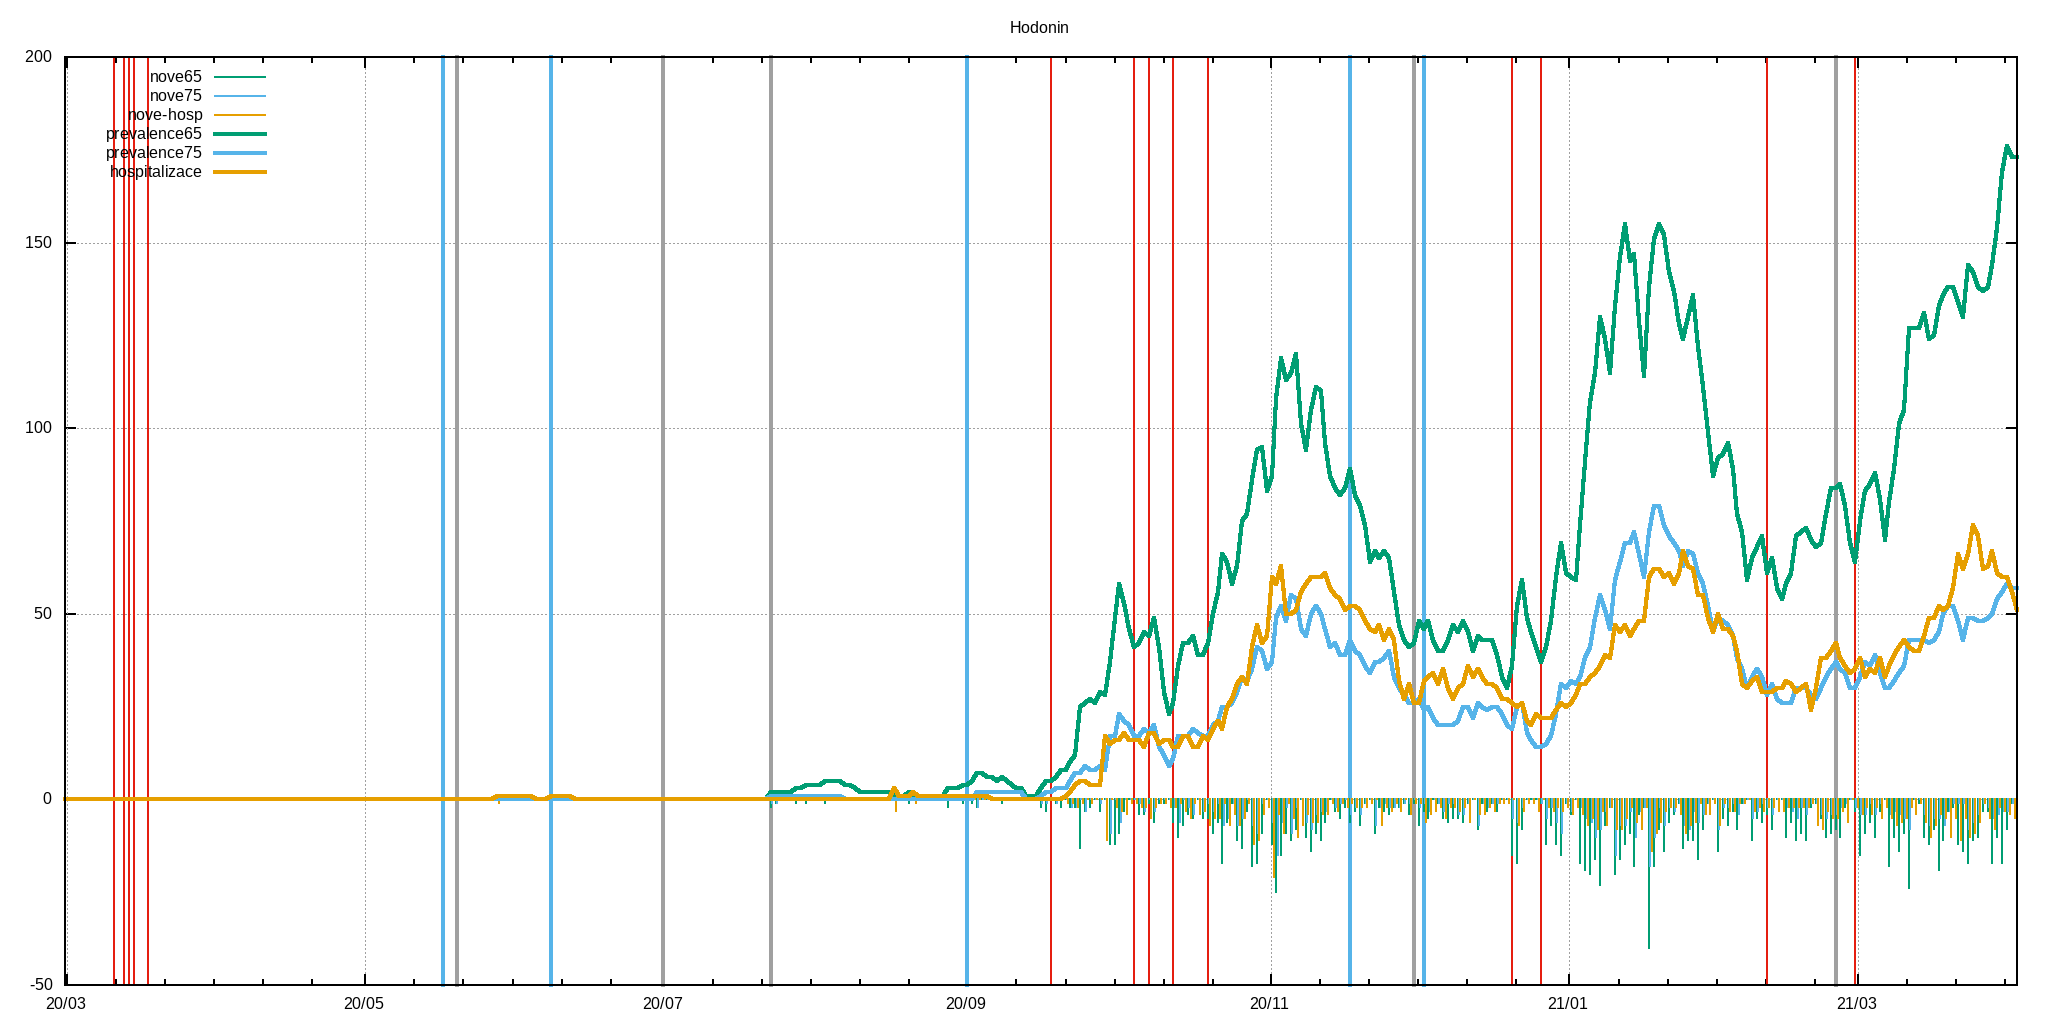 Hodonin
200
nove65
nove75
nove-hosp
prevalence65
prevalence75
hospitalizace
150
100
50
0
-50
20/03 20/05 20/07 20/09 20/11 21/01 21/03